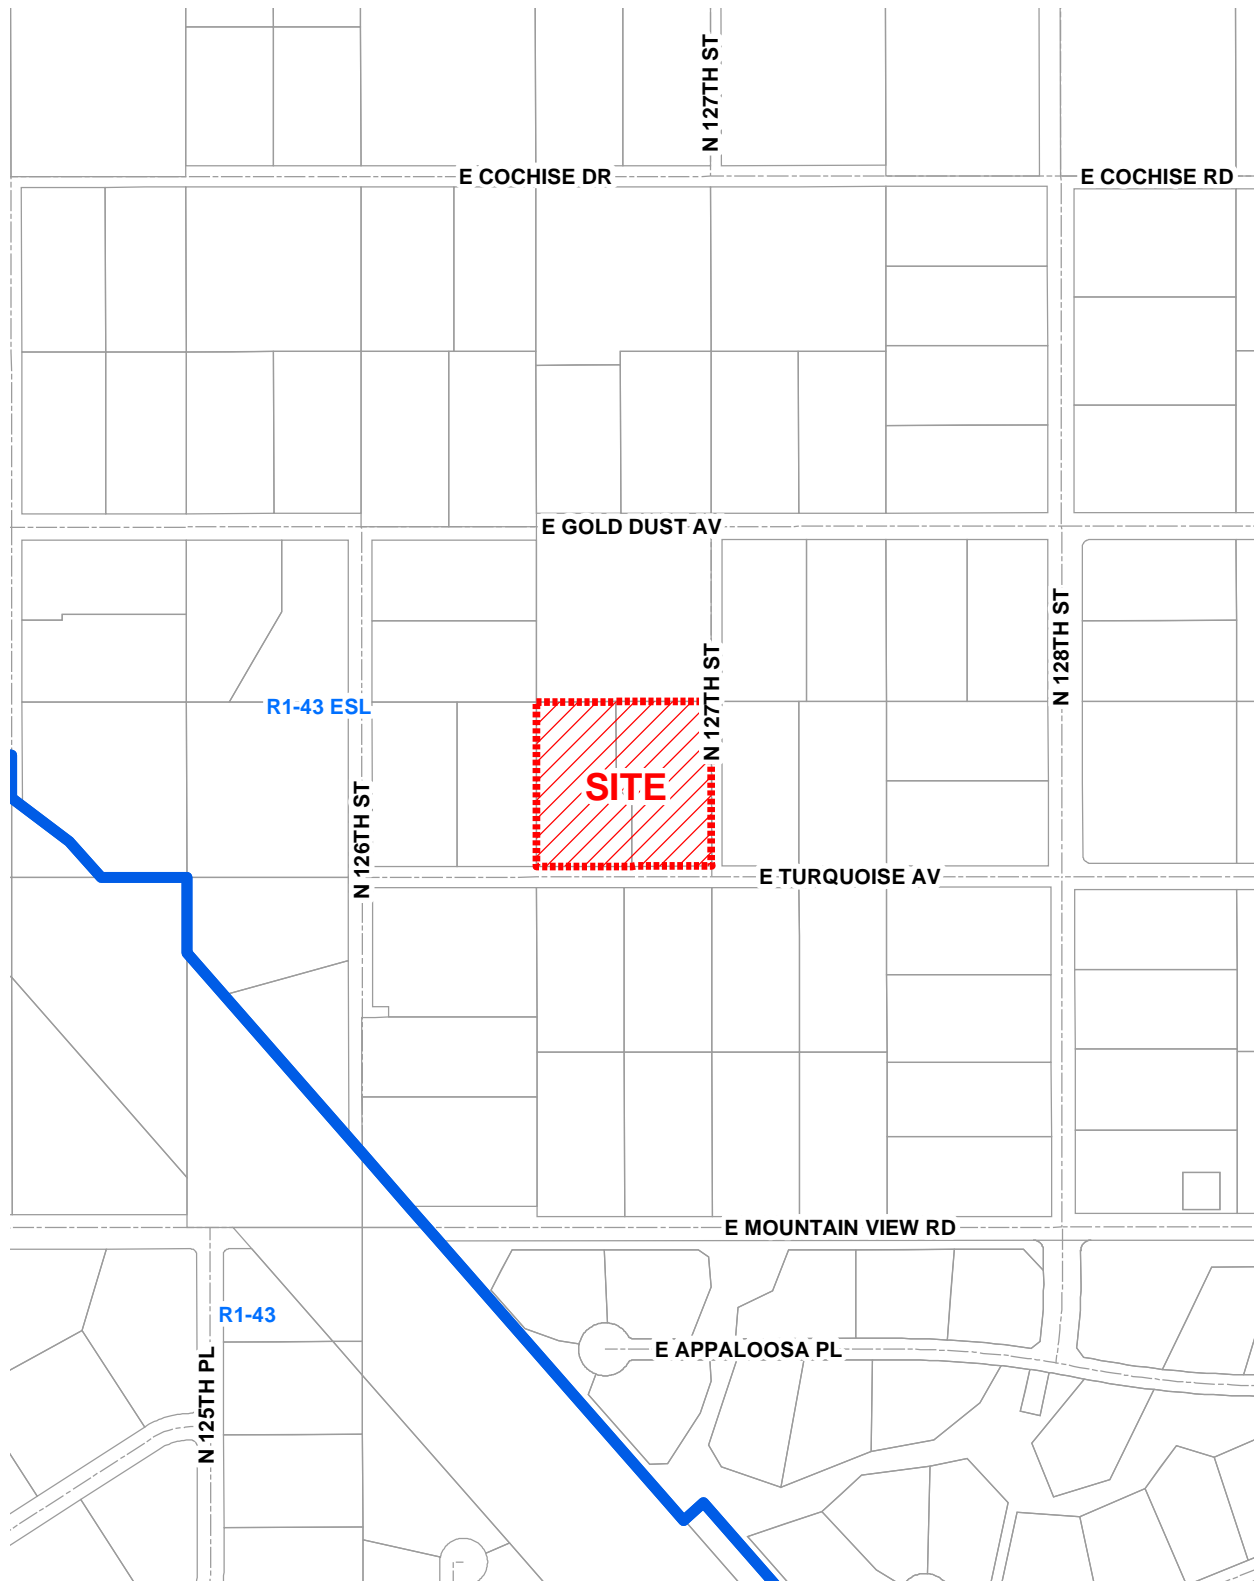 N 127TH ST
E COCHISE DR
E COCHISE RD
E GOLD DUST AV
N 128TH ST
N 127TH ST
R1-43 ESL
SITE
N 126TH ST
E TURQUOISE AV
E MOUNTAIN VIEW RD
R1-43
E APPALOOSA PL
N 125TH PL